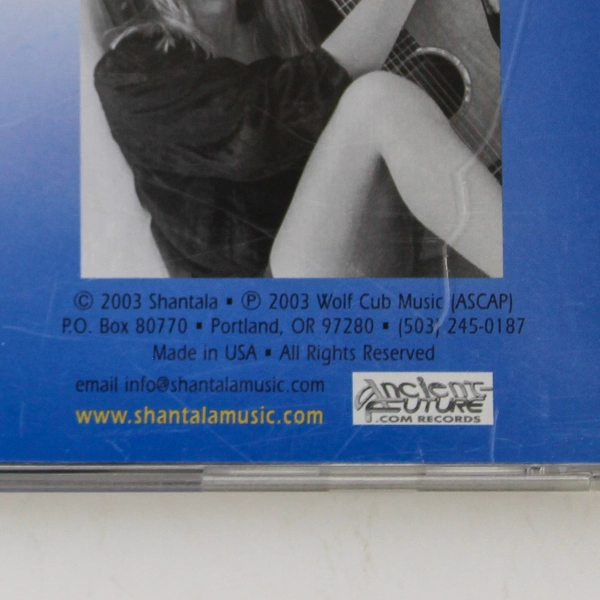 © 2003 Shantala ▪ ℗ 2003 Wolf Cub Music (ASCAP)
P.O. Box 80770 ▪ Portland, OR 97280 ▪ (503) 245-0187
Made in USA ▪ All Rights Reserved
email info@shantalamusic.com
www.shantalamusic.com
Ancient-
FUTURE
.COM RECORDS